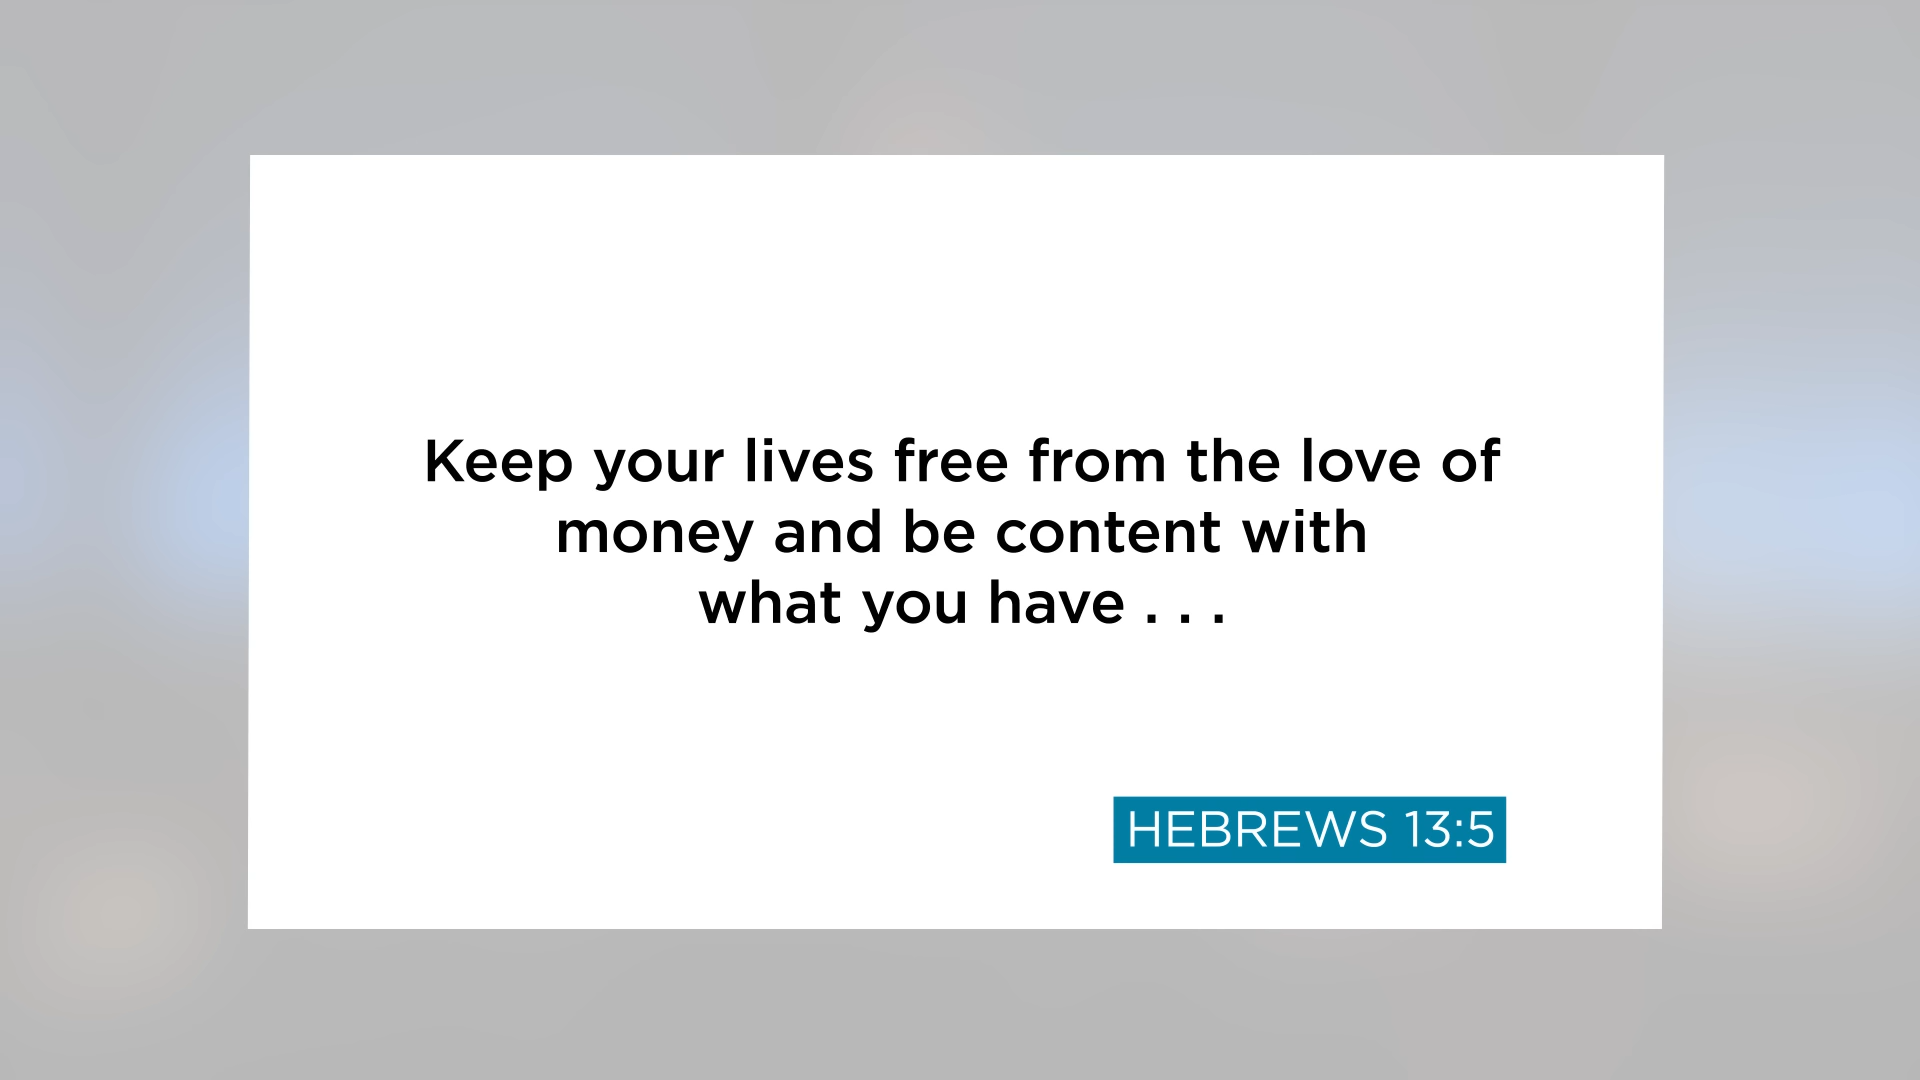 Keep your lives free from the love of
money and be content with
what you have . . .
HEBREWS 13:5